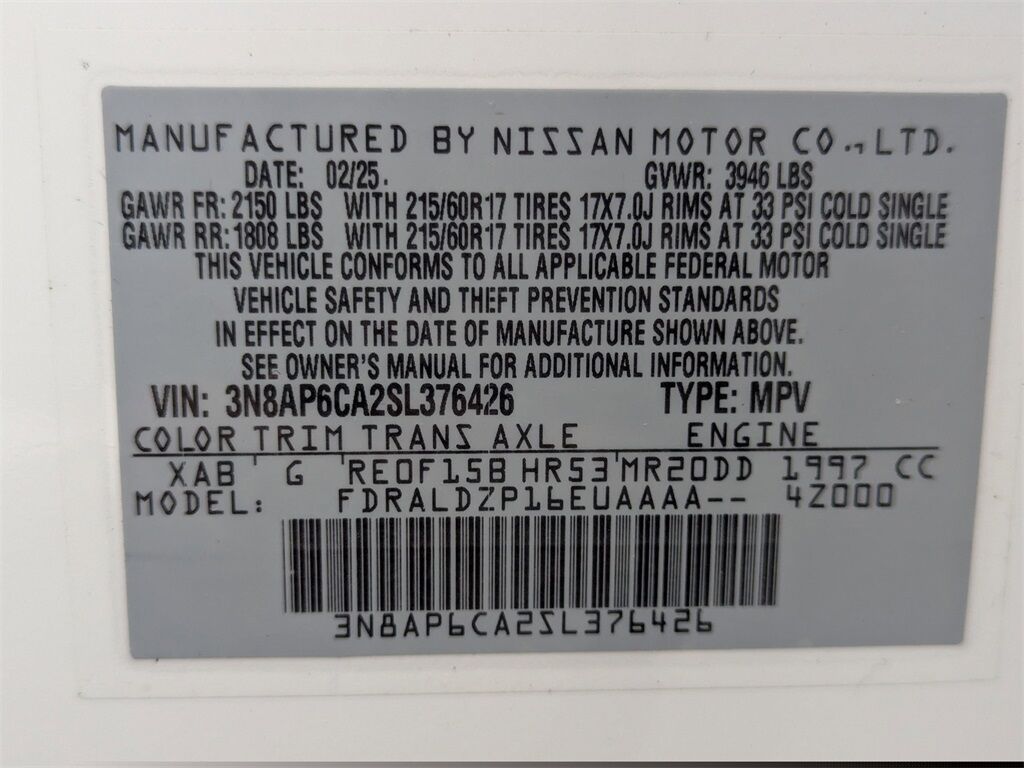 MANUFACTURED BY NISSAN MOTOR CO., LTD.
DATE: 02/25. GVWR: 3946 LBS
GAWR FR: 2150 LBS WITH 215/60R17 TIRES 17X7.0J RIMS AT 33 PSI COLD SINGLE
GAWR RR: 1808 LBS WITH 215/60R17 TIRES 17X7.0J RIMS AT 33 PSI COLD SINGLE
THIS VEHICLE CONFORMS TO ALL APPLICABLE FEDERAL MOTOR
VEHICLE SAFETY AND THEFT PREVENTION STANDARDS
IN EFFECT ON THE DATE OF MANUFACTURE SHOWN ABOVE.
SEE OWNER'S MANUAL FOR ADDITIONAL INFORMATION.
VIN: 3N8AP6CA2SL376426 TYPE: MPV
COLOR TRIM TRANS AXLE ENGINE
XAB G RE0F15B HR53 MR20DD 1997 CC
MODEL: FDRALDZP16EUAAAA-- 4Z000
3N8AP6CA2SL376426